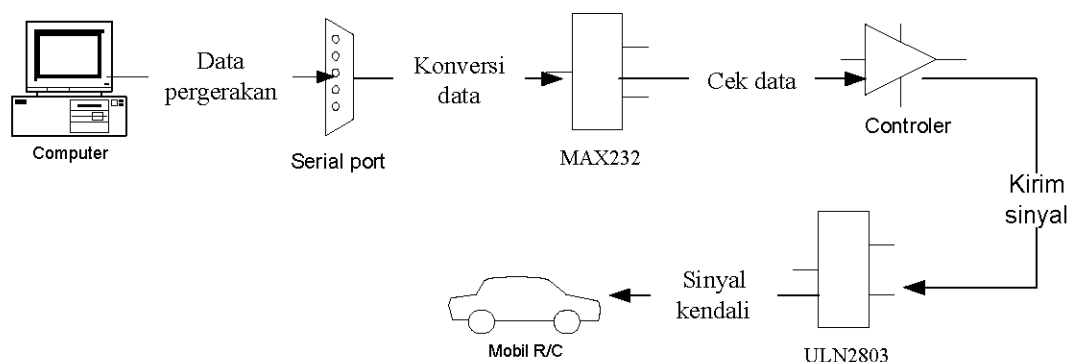 Data
pergerakan
Computer
Serial port
Konversi
data
MAX232
Cek data
Controler
Kirim
sinyal
ULN2803
Sinyal
kendali
Mobil R/C